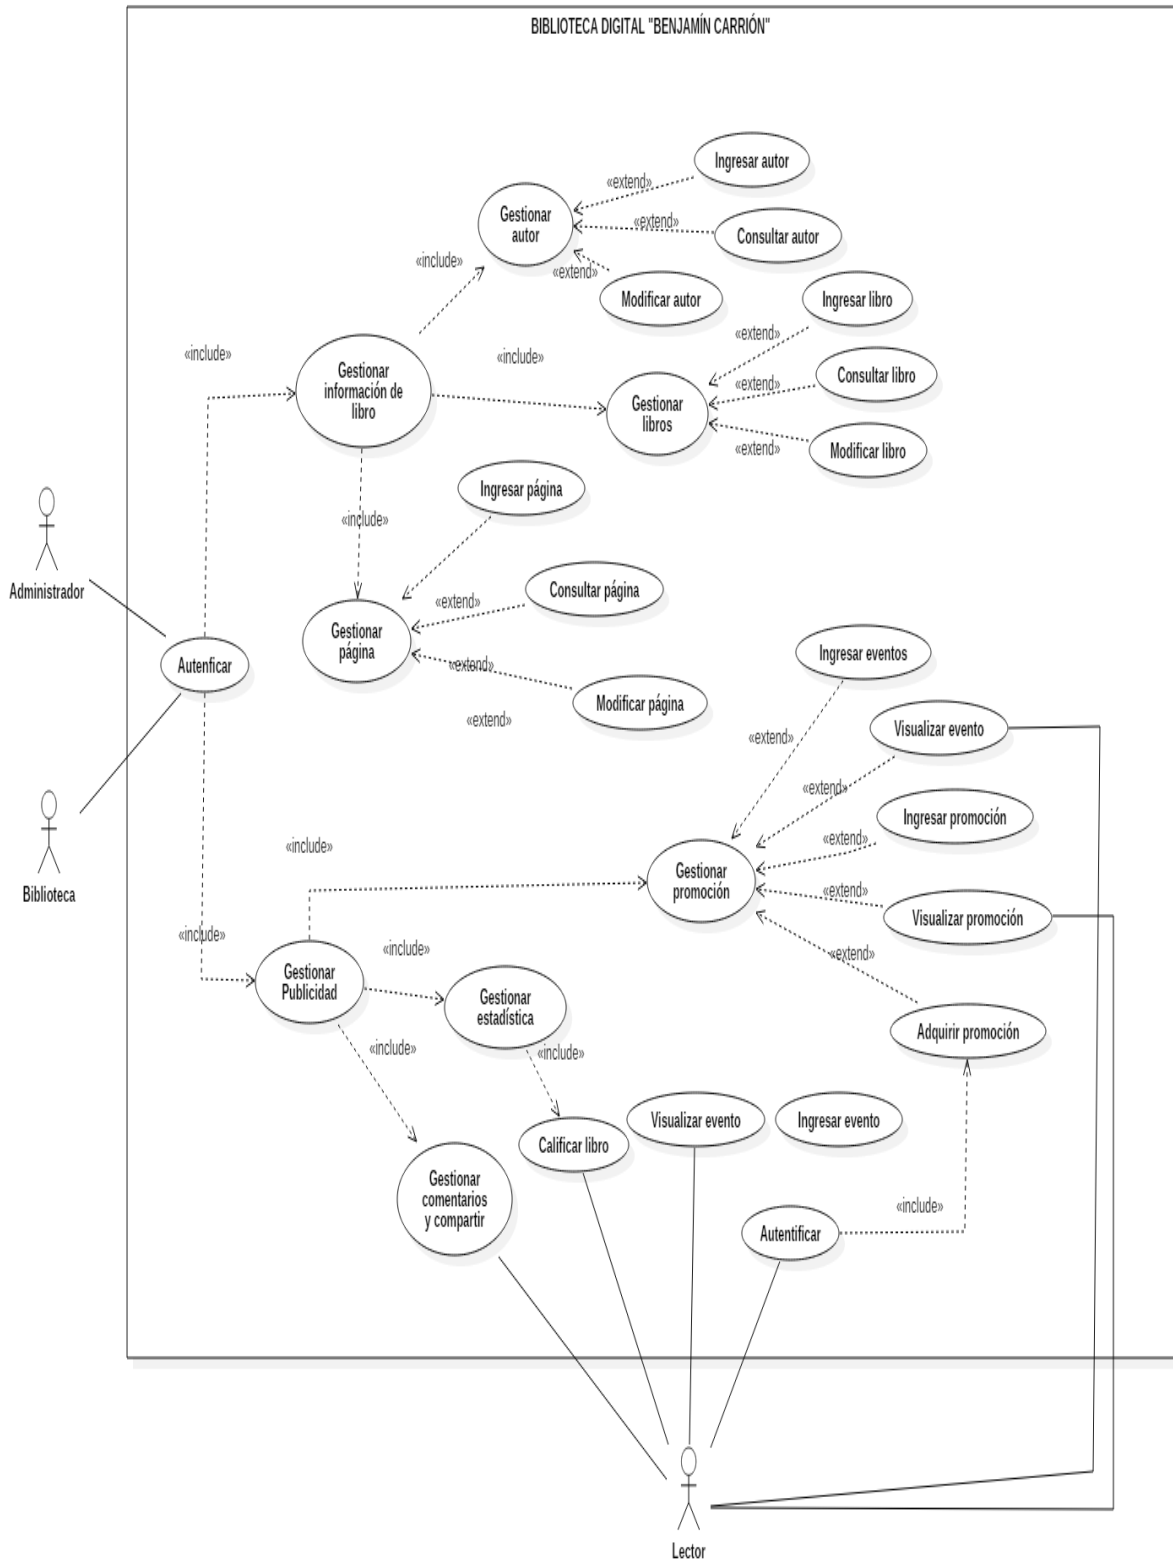 BIBLIOTECA DIGITAL "BENJAMÍN CARRIÓN"
Ingresar autor
«extend»
Gestionar
autor
«extend»
Consultar autor
«include»
«extend»
Modificar autor
Ingresar libro
«extend»
«include»
«include»
Gestionar
información de
libro
Consultar libro
«extend»
Gestionar
libros
Modificar libro
«extend»
Ingresar página
«include»
Administrador
Consultar página
«extend»
Gestionar
página
Autenficar
«extend»
Ingresar eventos
Modificar página
«extend»
Visualizar evento
«extend»
«extend»
Biblioteca
Ingresar promoción
«extend»
«include»
Gestionar
promoción
«extend»
Visualizar promoción
«include»
«include»
«extend»
Gestionar
Publicidad
Gestionar
estadística
Adquirir promoción
«include»
«include»
Calificar libro
Visualizar evento
Ingresar evento
Gestionar
comentarios
y compartir
«include»
Autentificar
Lector